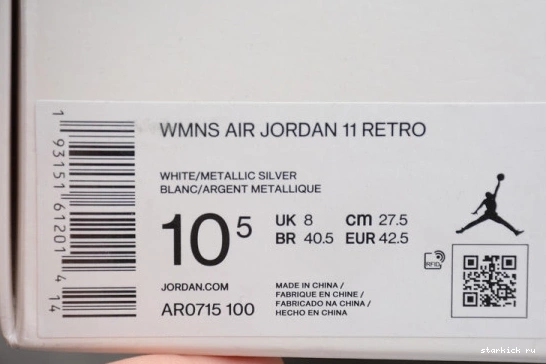 WMNS AIR JORDAN 11 RETRO
WHITE/METALLIC SILVER
BLANC/ARGENT METALLIQUE
10 5
UK 8 cm 27.5
BR 40.5 EUR 42.5
JORDAN.COM
AR0715 100
MADE IN CHINA /
FABRIQUE EN CHINE /
FABRICADO NA CHINA /
HECHO EN CHINA
RFID
1 93151 61201 4 14
starkick ru